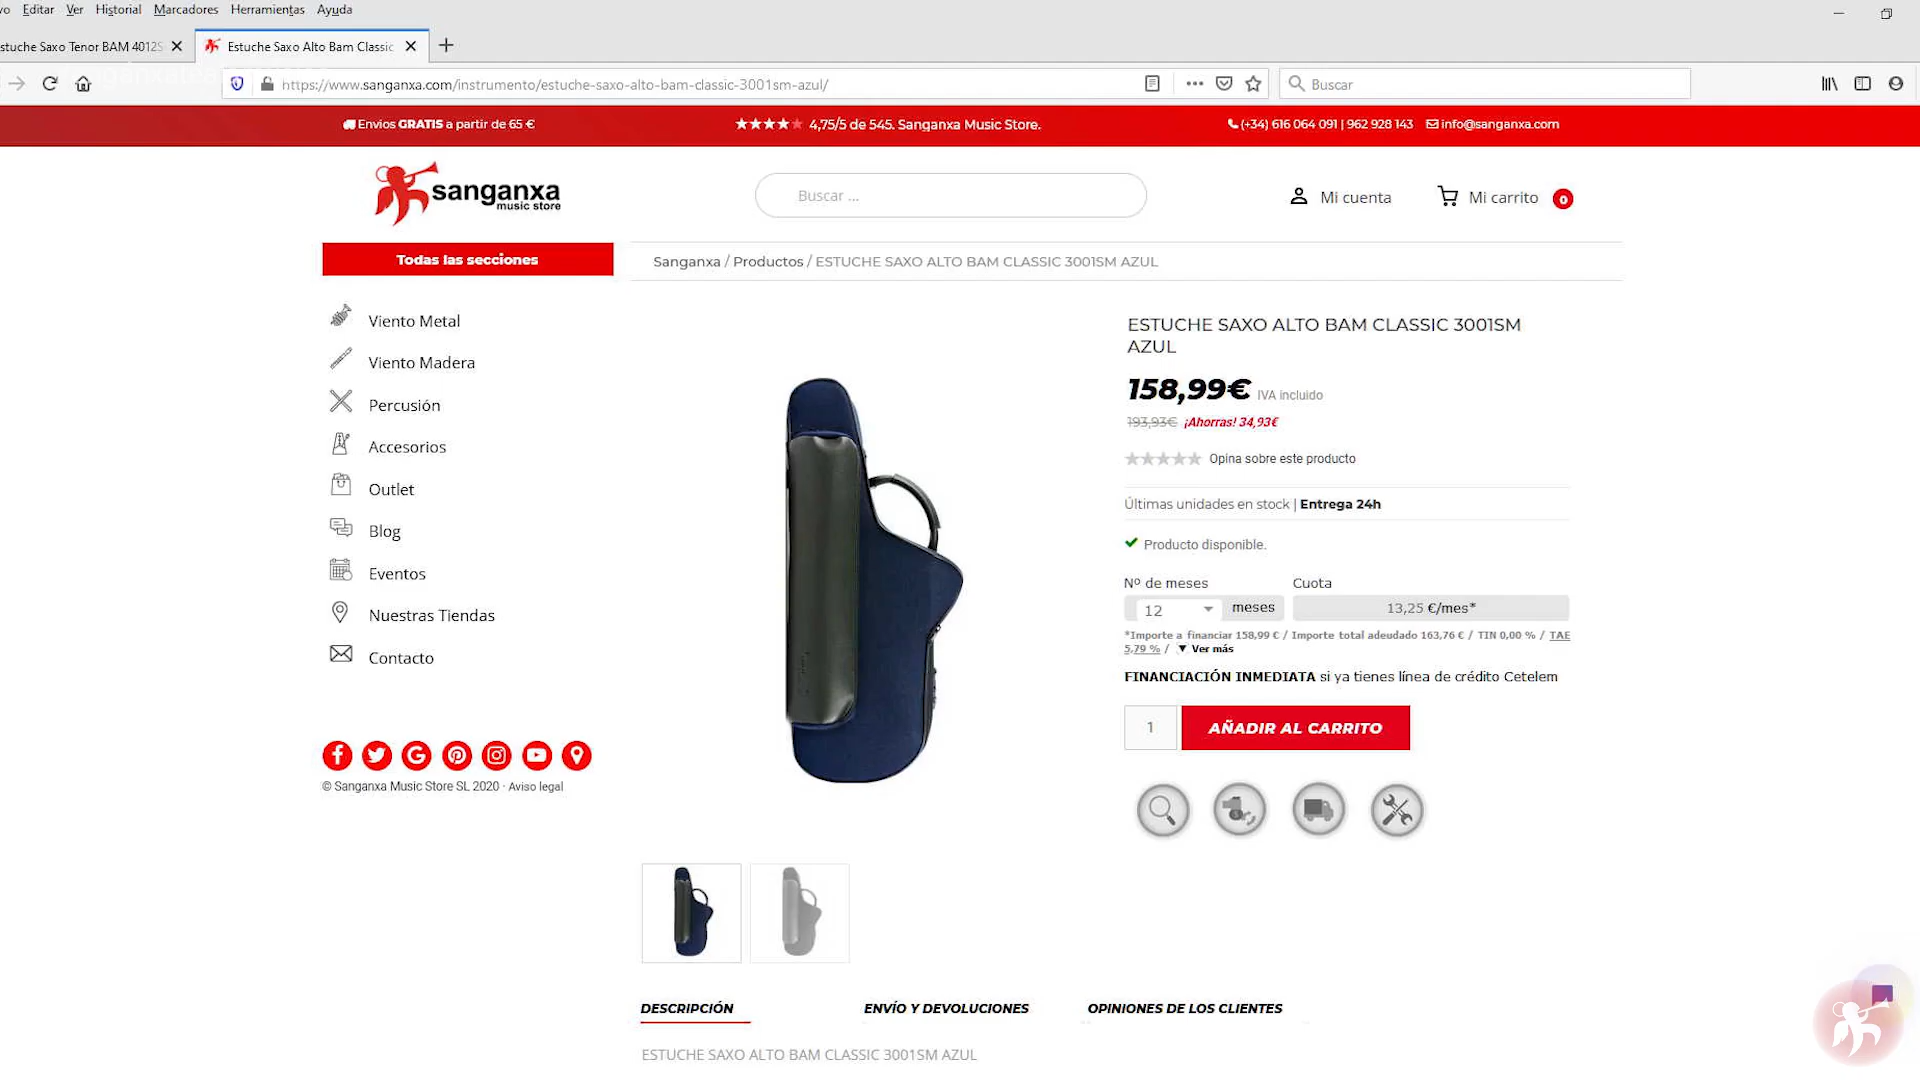 Editar Ver Historial Marcadores Herramientas Ayuda
stuche Saxo Tenor BAM 4012S
Estuche Saxo Alto Bam Classic
https://www.sanganxa.com/instrumento/estuche-saxo-alto-bam-classic-3001sm-azul/
Buscar
Envios GRATIS a partir de 65 €
4,75/5 de 545. Sanganxa Music Store.
(+34) 616 064 091 | 962 928 143
info@sanganxa.com
sanganxa
music store
Buscar ...
Mi cuenta
Mi carrito 0
Todas las secciones
Sanganxa / Productos / ESTUCHE SAXO ALTO BAM CLASSIC 3001SM AZUL
Viento Metal
Viento Madera
Percusión
Accesorios
Outlet
Blog
Eventos
Nuestras Tiendas
Contacto
© Sanganxa Music Store SL 2020 · Aviso legal
ESTUCHE SAXO ALTO BAM CLASSIC 3001SM
AZUL
158,99€ IVA incluido
193,93€ ¡Ahorras! 34,93€
Opina sobre este producto
Últimas unidades en stock | Entrega 24h
Producto disponible.
Nº de meses Cuota
12 meses 13,25 €/mes*
*Importe a financiar 158,99 € / Importe total adeudado 163,76 € / TIN 0,00 % / TAE
5,79 % / ▼ Ver más
FINANCIACIÓN INMEDIATA si ya tienes línea de crédito Cetelem
1 AÑADIR AL CARRITO
DESCRIPCIÓN ENVÍO Y DEVOLUCIONES OPINIONES DE LOS CLIENTES
ESTUCHE SAXO ALTO BAM CLASSIC 3001SM AZUL